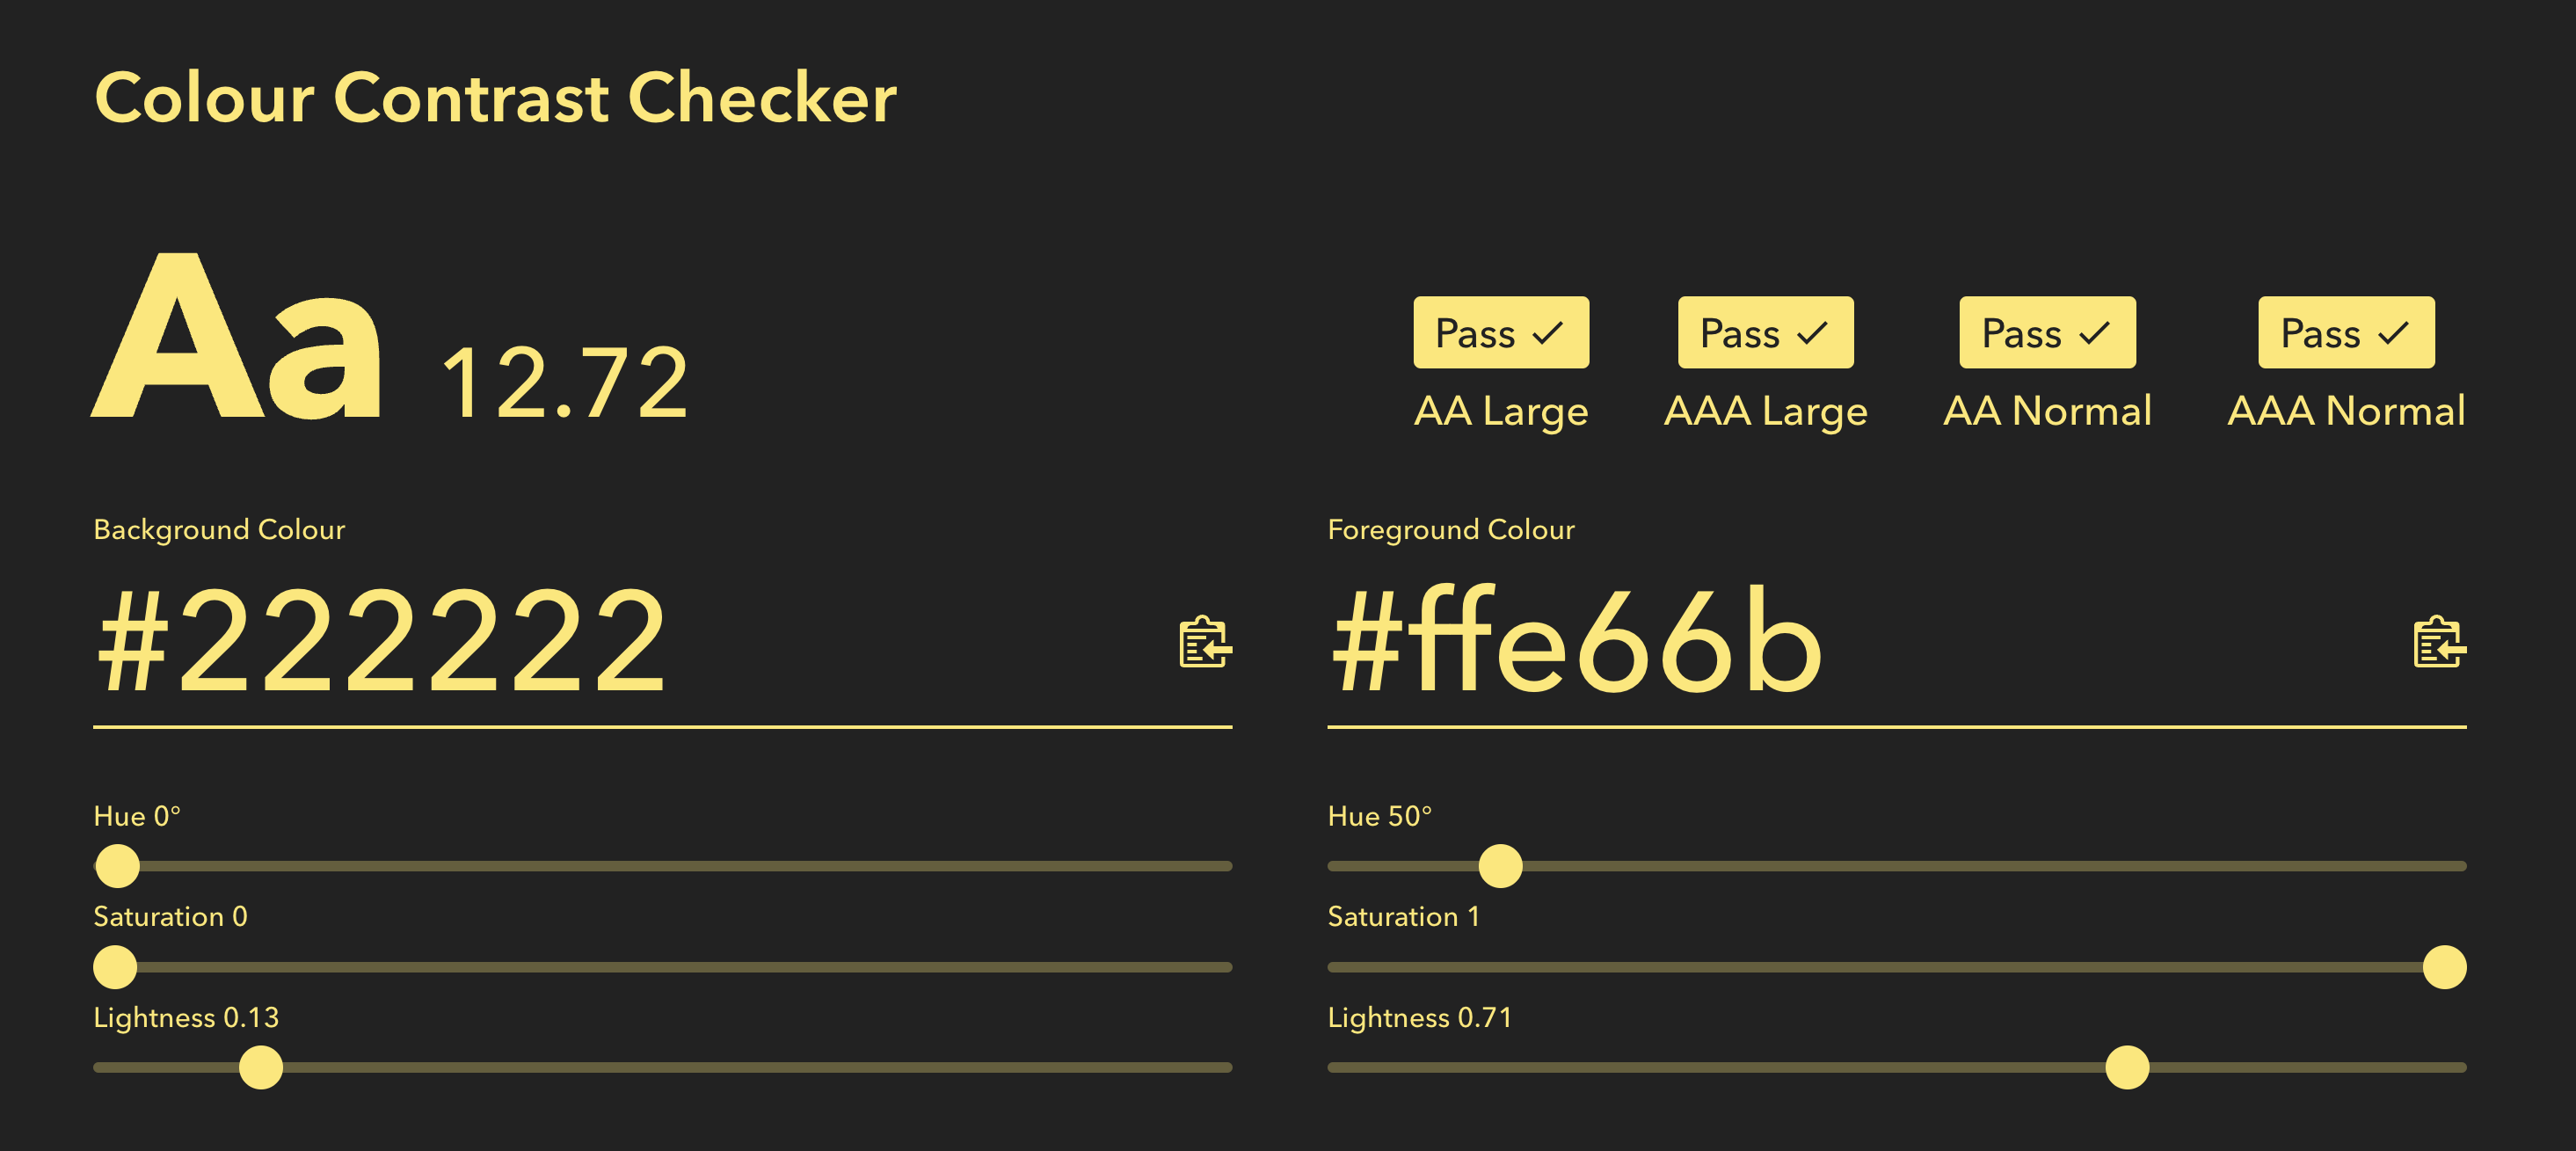 Colour Contrast Checker
Aa 12.72
Pass ✓ Pass ✓ Pass ✓ Pass ✓
AA Large AAA Large AA Normal AAA Normal
Background Colour
#222222
Hue 0°
Saturation 0
Lightness 0.13
Foreground Colour
#ffe66b
Hue 50°
Saturation 1
Lightness 0.71